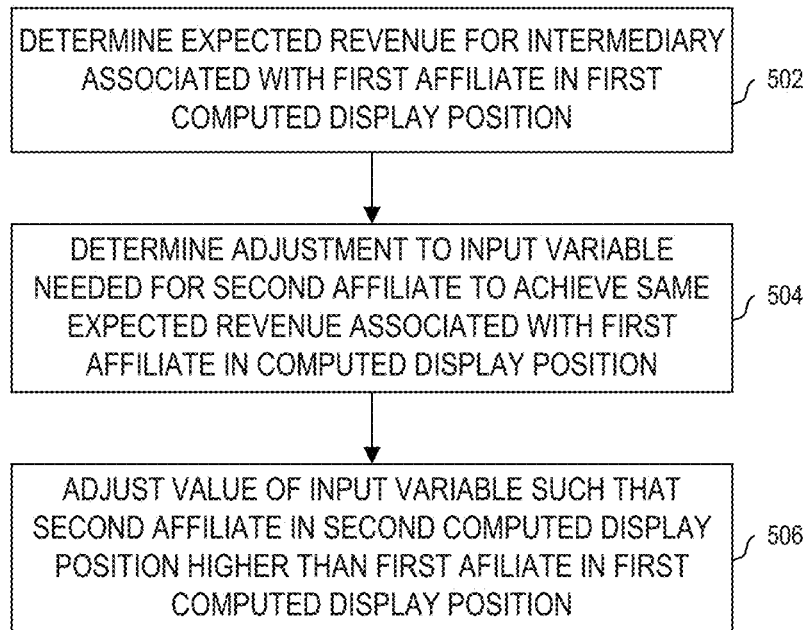 DETERMINE EXPECTED REVENUE FOR INTERMEDIARY
ASSOCIATED WITH FIRST AFFILIATE IN FIRST
COMPUTED DISPLAY POSITION
502
DETERMINE ADJUSTMENT TO INPUT VARIABLE
NEEDED FOR SECOND AFFILIATE TO ACHIEVE SAME
EXPECTED REVENUE ASSOCIATED WITH FIRST
AFFILIATE IN COMPUTED DISPLAY POSITION
504
ADJUST VALUE OF INPUT VARIABLE SUCH THAT
SECOND AFFILIATE IN SECOND COMPUTED DISPLAY
POSITION HIGHER THAN FIRST AFILIATE IN FIRST
COMPUTED DISPLAY POSITION
506